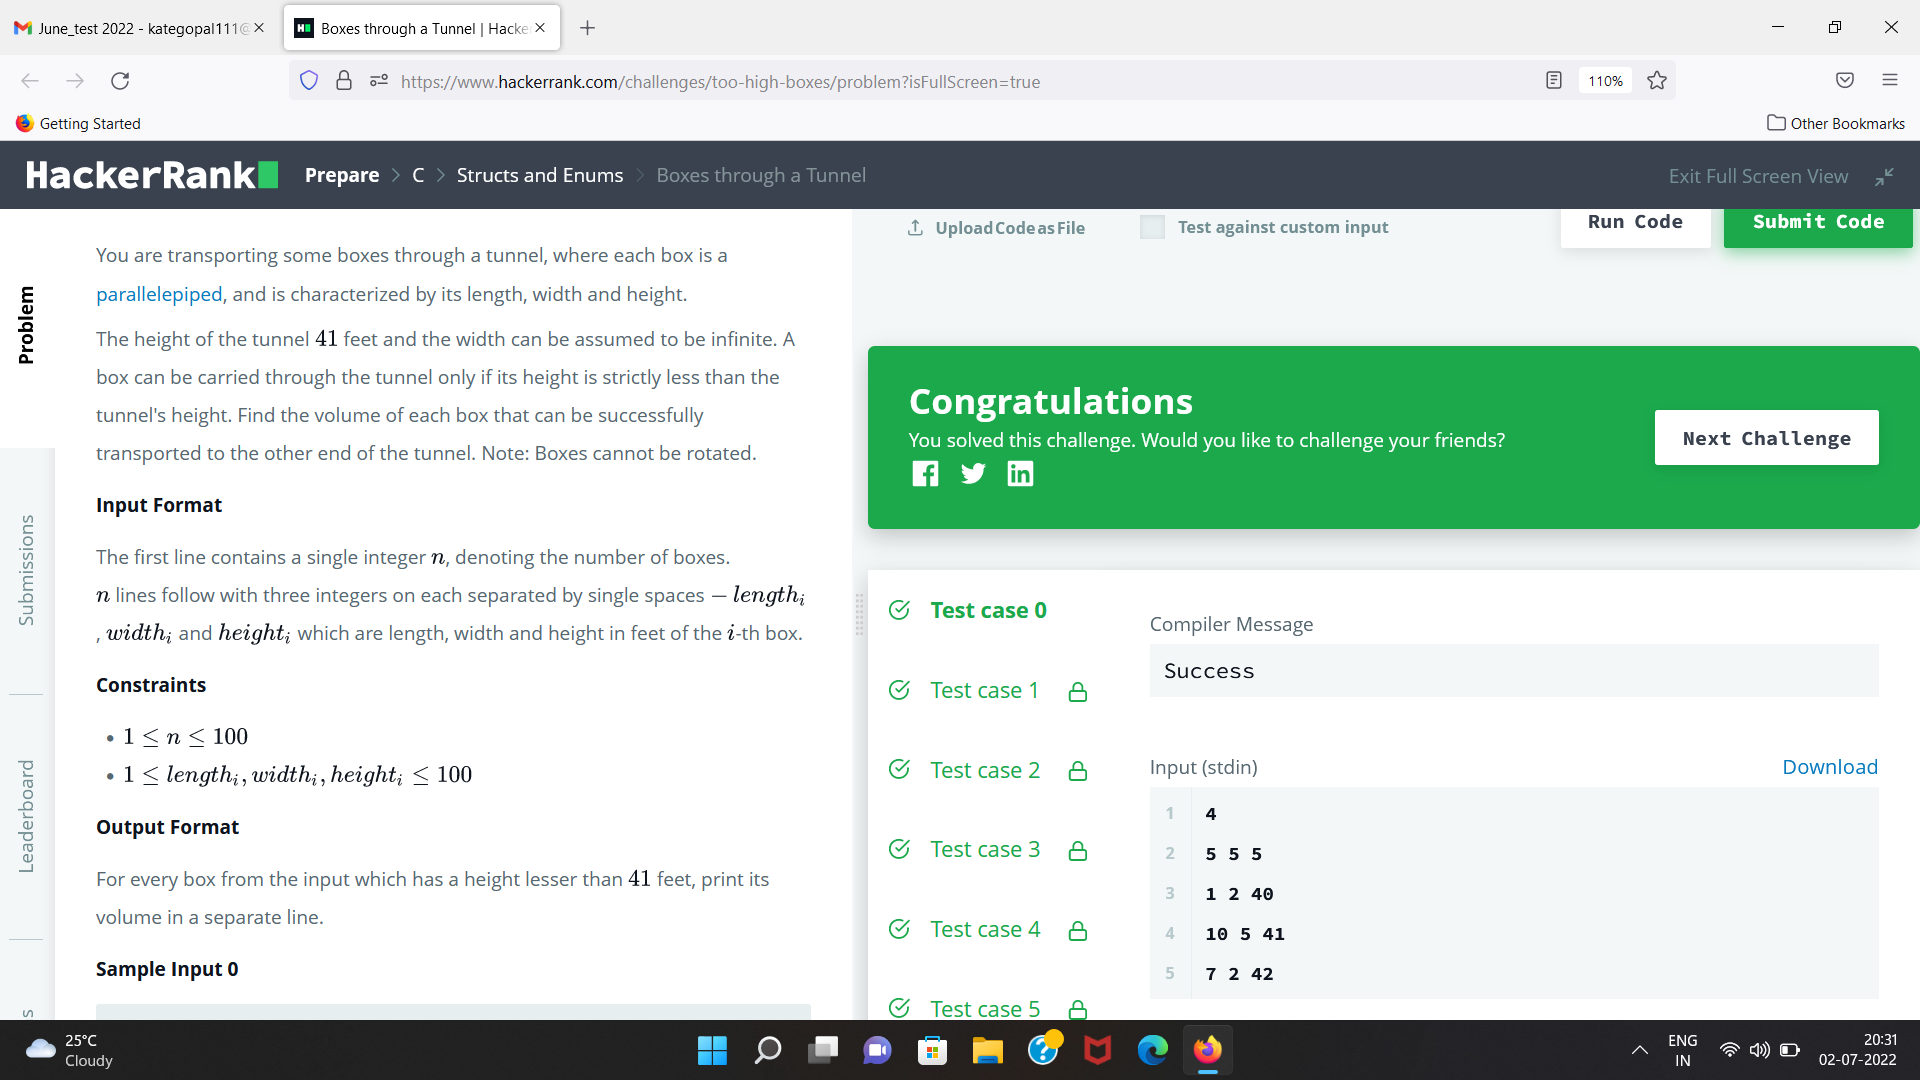 June_test 2022 - kategopal111@
Boxes through a Tunnel | Hacke
https://www.hackerrank.com/challenges/too-high-boxes/problem?isFullScreen=true
110%
Getting Started
Other Bookmarks
HackerRank
Prepare > C > Structs and Enums > Boxes through a Tunnel
Exit Full Screen View
Problem
Submissions
Leaderboard
You are transporting some boxes through a tunnel, where each box is a
parallelepiped, and is characterized by its length, width and height.
The height of the tunnel 41 feet and the width can be assumed to be infinite. A
box can be carried through the tunnel only if its height is strictly less than the
tunnel's height. Find the volume of each box that can be successfully
transported to the other end of the tunnel. Note: Boxes cannot be rotated.
Input Format
The first line contains a single integer n, denoting the number of boxes.
n lines follow with three integers on each separated by single spaces – lengthᵢ
, widthᵢ and heightᵢ which are length, width and height in feet of the i-th box.
Constraints
• 1 ≤ n ≤ 100
• 1 ≤ lengthᵢ, widthᵢ, heightᵢ ≤ 100
Output Format
For every box from the input which has a height lesser than 41 feet, print its
volume in a separate line.
Sample Input 0
Upload Code as File
Test against custom input
Run Code
Submit Code
Congratulations
You solved this challenge. Would you like to challenge your friends?
Next Challenge
Test case 0
Test case 1
Test case 2
Test case 3
Test case 4
Test case 5
Compiler Message
Success
Input (stdin)
Download
1 4
2 5 5 5
3 1 2 40
4 10 5 41
5 7 2 42
25°C
Cloudy
ENG
IN
20:31
02-07-2022